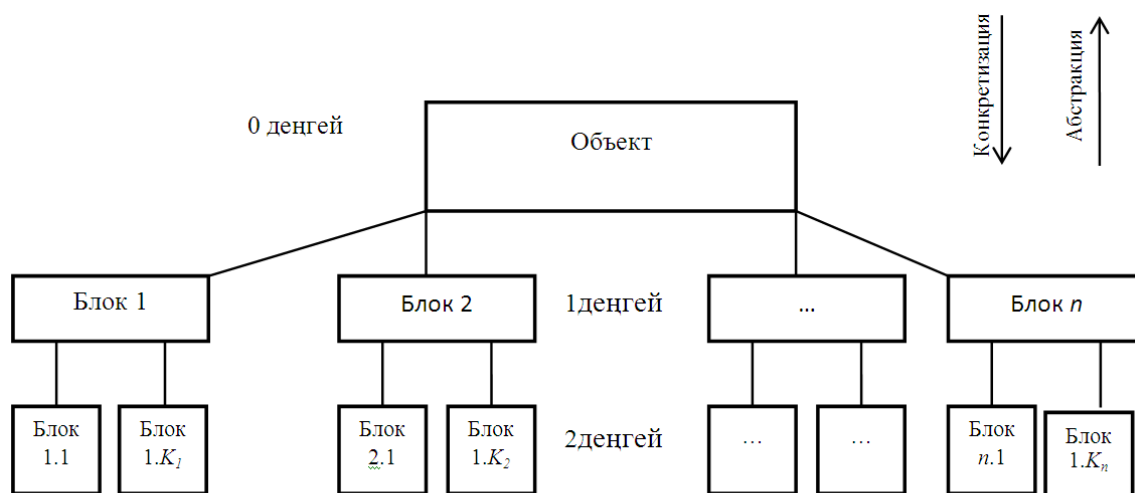 Конкретизация
Абстракция
0 деңгей
Объект
Блок 1
Блок 2
1деңгей
...
Блок n
Блок
1.1
Блок
1.K₁
Блок
2.1
Блок
1.K₂
2деңгей
...
...
Блок
n.1
Блок
1.Kₙ